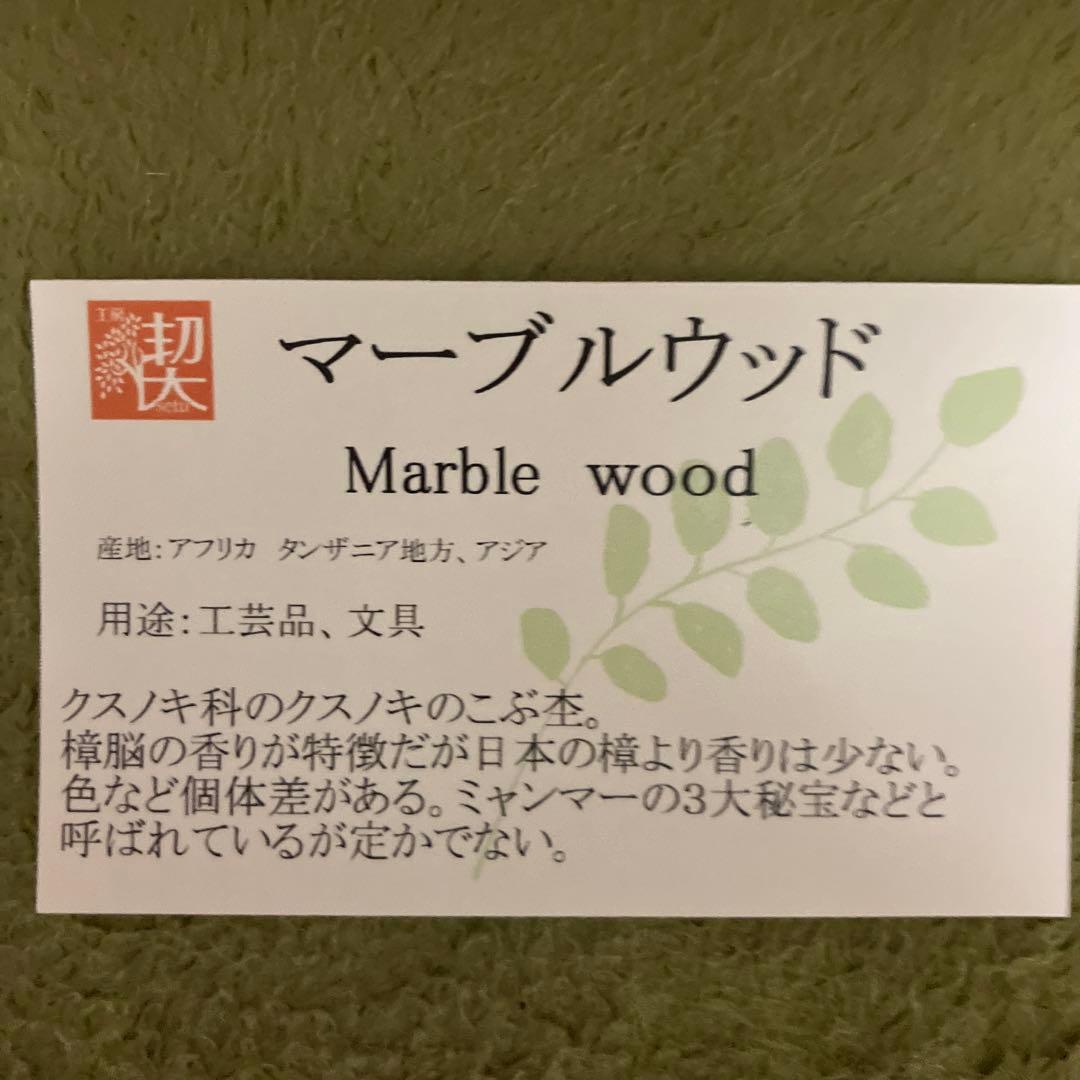 工房
契
setu
マーブルウッド
Marble wood
産地：アフリカ　タンザニア地方、アジア
用途：工芸品、文具
クスノキ科のクスノキのこぶ杢。
樟脳の香りが特徴だが日本の樟より香りは少ない。
色など個体差がある。ミャンマーの3大秘宝などと
呼ばれているが定かでない。